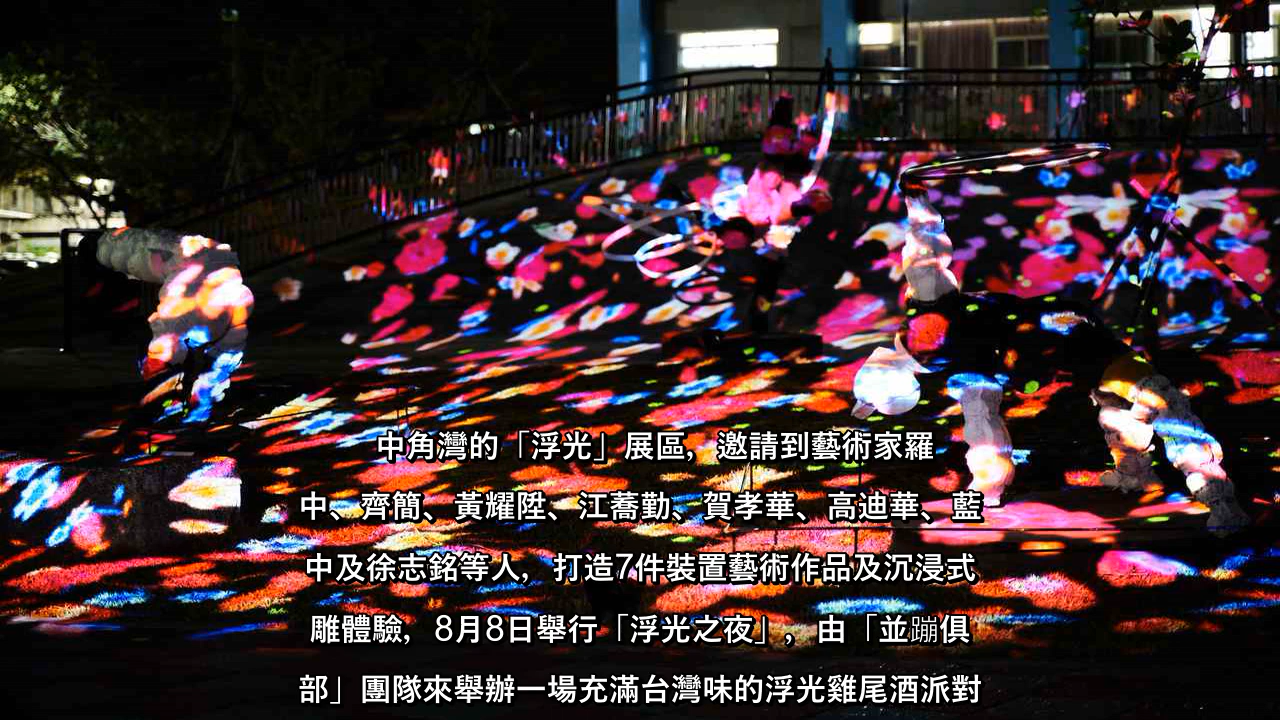 中角灣的「浮光」展區，邀請到藝術家羅
中、齊簡、黃耀陞、江蕎勤、賀孝華、高迪華、藍
中及徐志銘等人，打造7件裝置藝術作品及沉浸式
雕體驗，8月8日舉行「浮光之夜」，由「並蹦俱
部」團隊來舉辦一場充滿台灣味的浮光雞尾酒派對